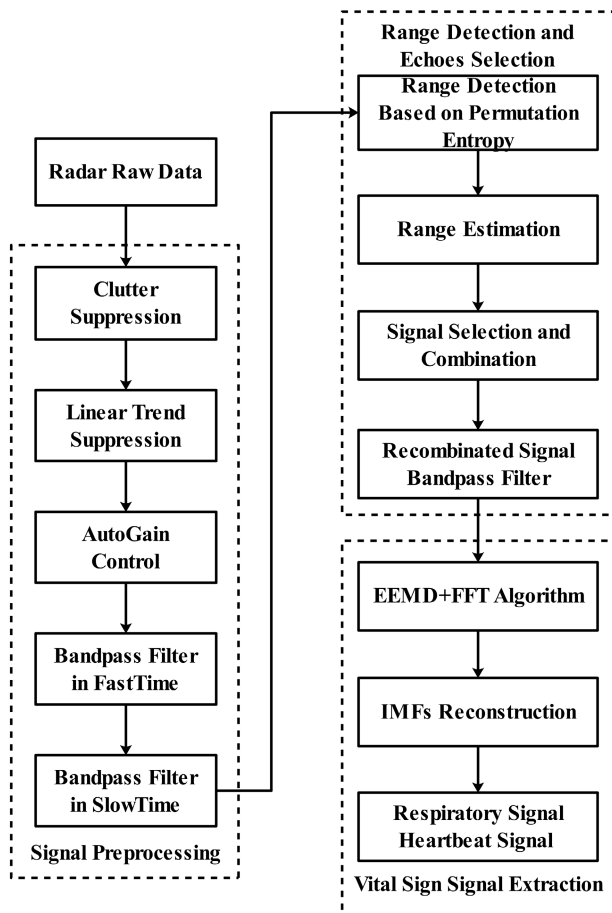 Radar Raw Data
Clutter
Suppression
Linear Trend
Suppression
AutoGain
Control
Bandpass Filter
in FastTime
Bandpass Filter
in SlowTime
Signal Preprocessing
Range Detection and
Echoes Selection
Range Detection
Based on Permutation
Entropy
Range Estimation
Signal Selection and
Combination
Recombinated Signal
Bandpass Filter
EEMD+FFT Algorithm
IMFs Reconstruction
Respiratory Signal
Heartbeat Signal
Vital Sign Signal Extraction